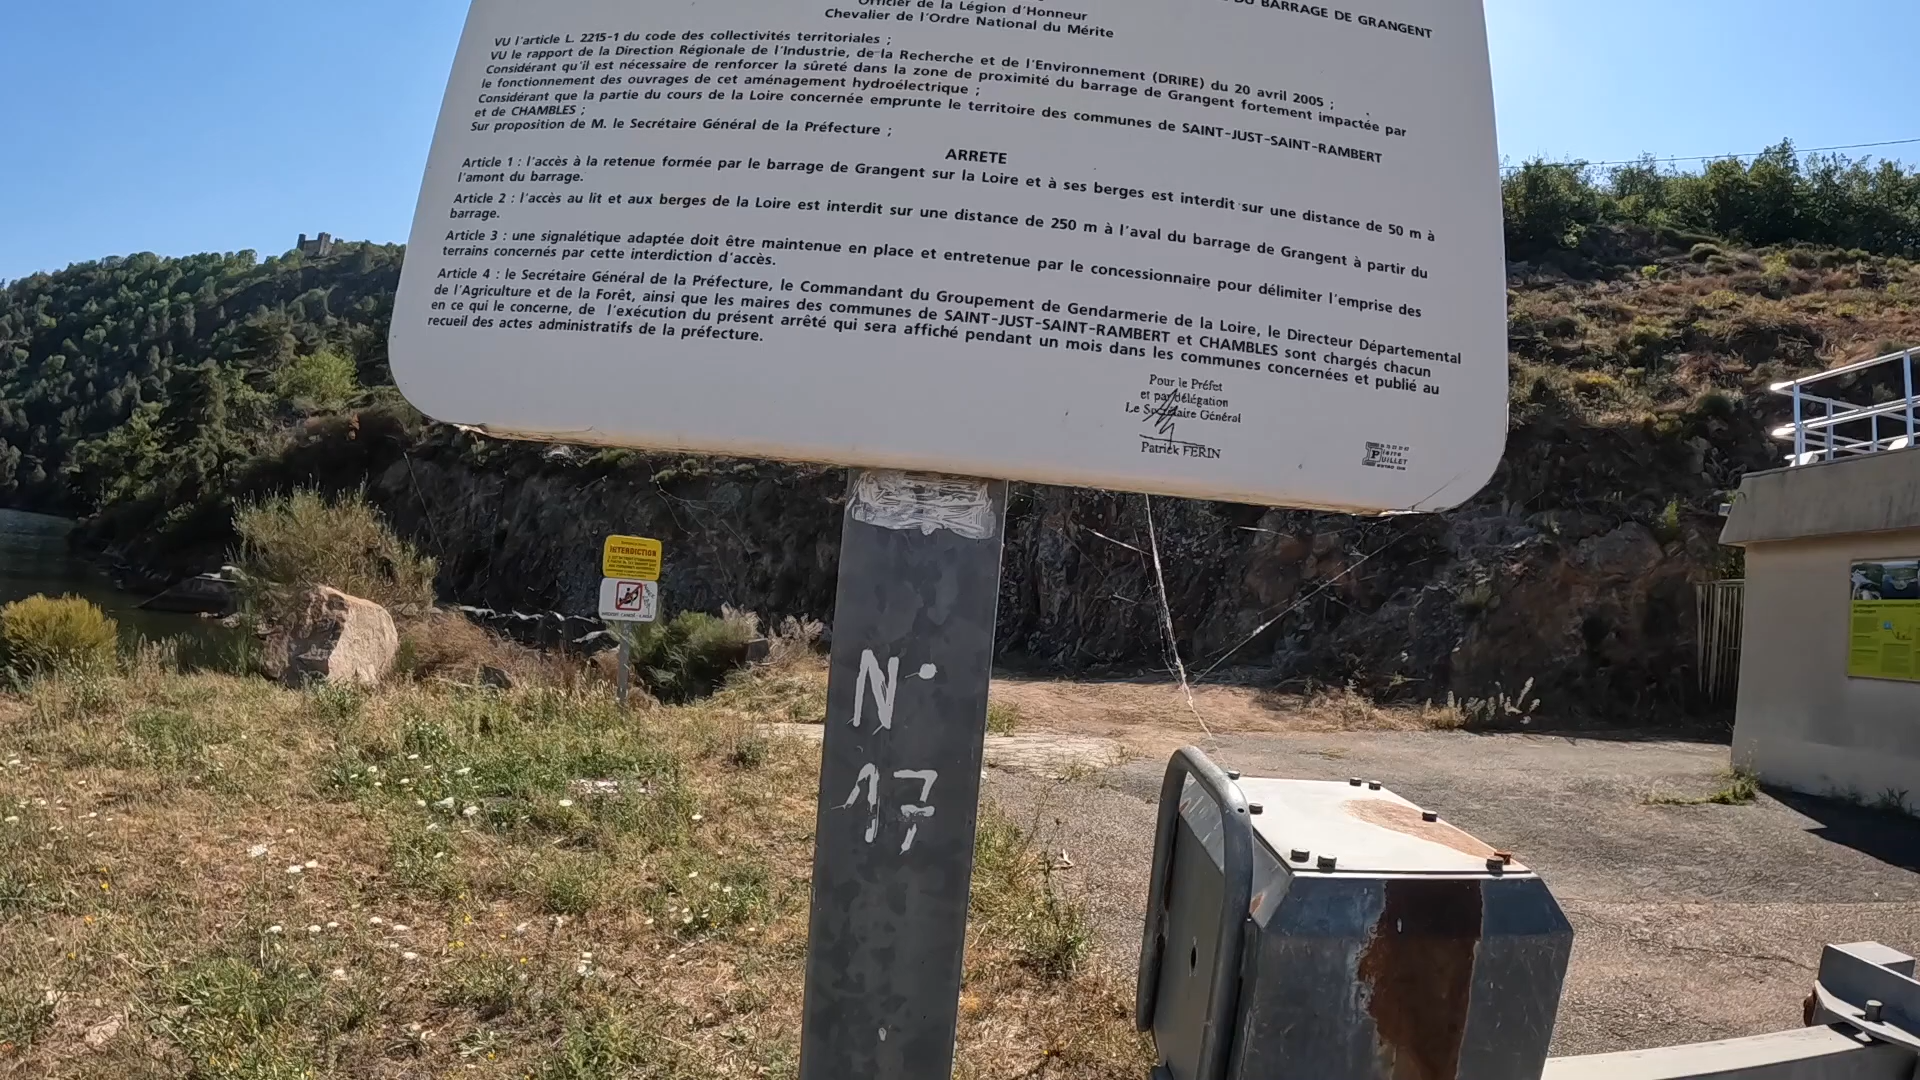 DU BARRAGE DE GRANGENT
Officier de la Légion d'Honneur
Chevalier de l'Ordre National du Mérite
VU l'article L. 2215-1 du code des collectivités territoriales ;
VU le rapport de la Direction Régionale de l'Industrie, de la Recherche et de l'Environnement (DRIRE) du 20 avril 2005 ;
Considérant qu'il est nécessaire de renforcer la sûreté dans la zone de proximité du barrage de Grangent fortement impactée par
le fonctionnement des ouvrages de cet aménagement hydroélectrique ;
Considérant que la partie du cours de la Loire concernée emprunte le territoire des communes de SAINT-JUST-SAINT-RAMBERT
et de CHAMBLES ;
Sur proposition de M. le Secrétaire Général de la Préfecture ;
ARRETE
Article 1 : l'accès à la retenue formée par le barrage de Grangent sur la Loire et à ses berges est interdit sur une distance de 50 m à
l'amont du barrage.
Article 2 : l'accès au lit et aux berges de la Loire est interdit sur une distance de 250 m à l'aval du barrage de Grangent à partir du
barrage.
Article 3 : une signalétique adaptée doit être maintenue en place et entretenue par le concessionnaire pour délimiter l'emprise des
terrains concernés par cette interdiction d'accès.
Article 4 : le Secrétaire Général de la Préfecture, le Commandant du Groupement de Gendarmerie de la Loire, le Directeur Départemental
de l'Agriculture et de la Forêt, ainsi que les maires des communes de SAINT-JUST-SAINT-RAMBERT et CHAMBLES sont chargés chacun
en ce qui le concerne, de l'exécution du présent arrêté qui sera affiché pendant un mois dans les communes concernées et publié au
recueil des actes administratifs de la préfecture.
Pour le Préfet
et par délégation
Le Secrétaire Général
Patrick FERIN
INTERDICTION
N°
17